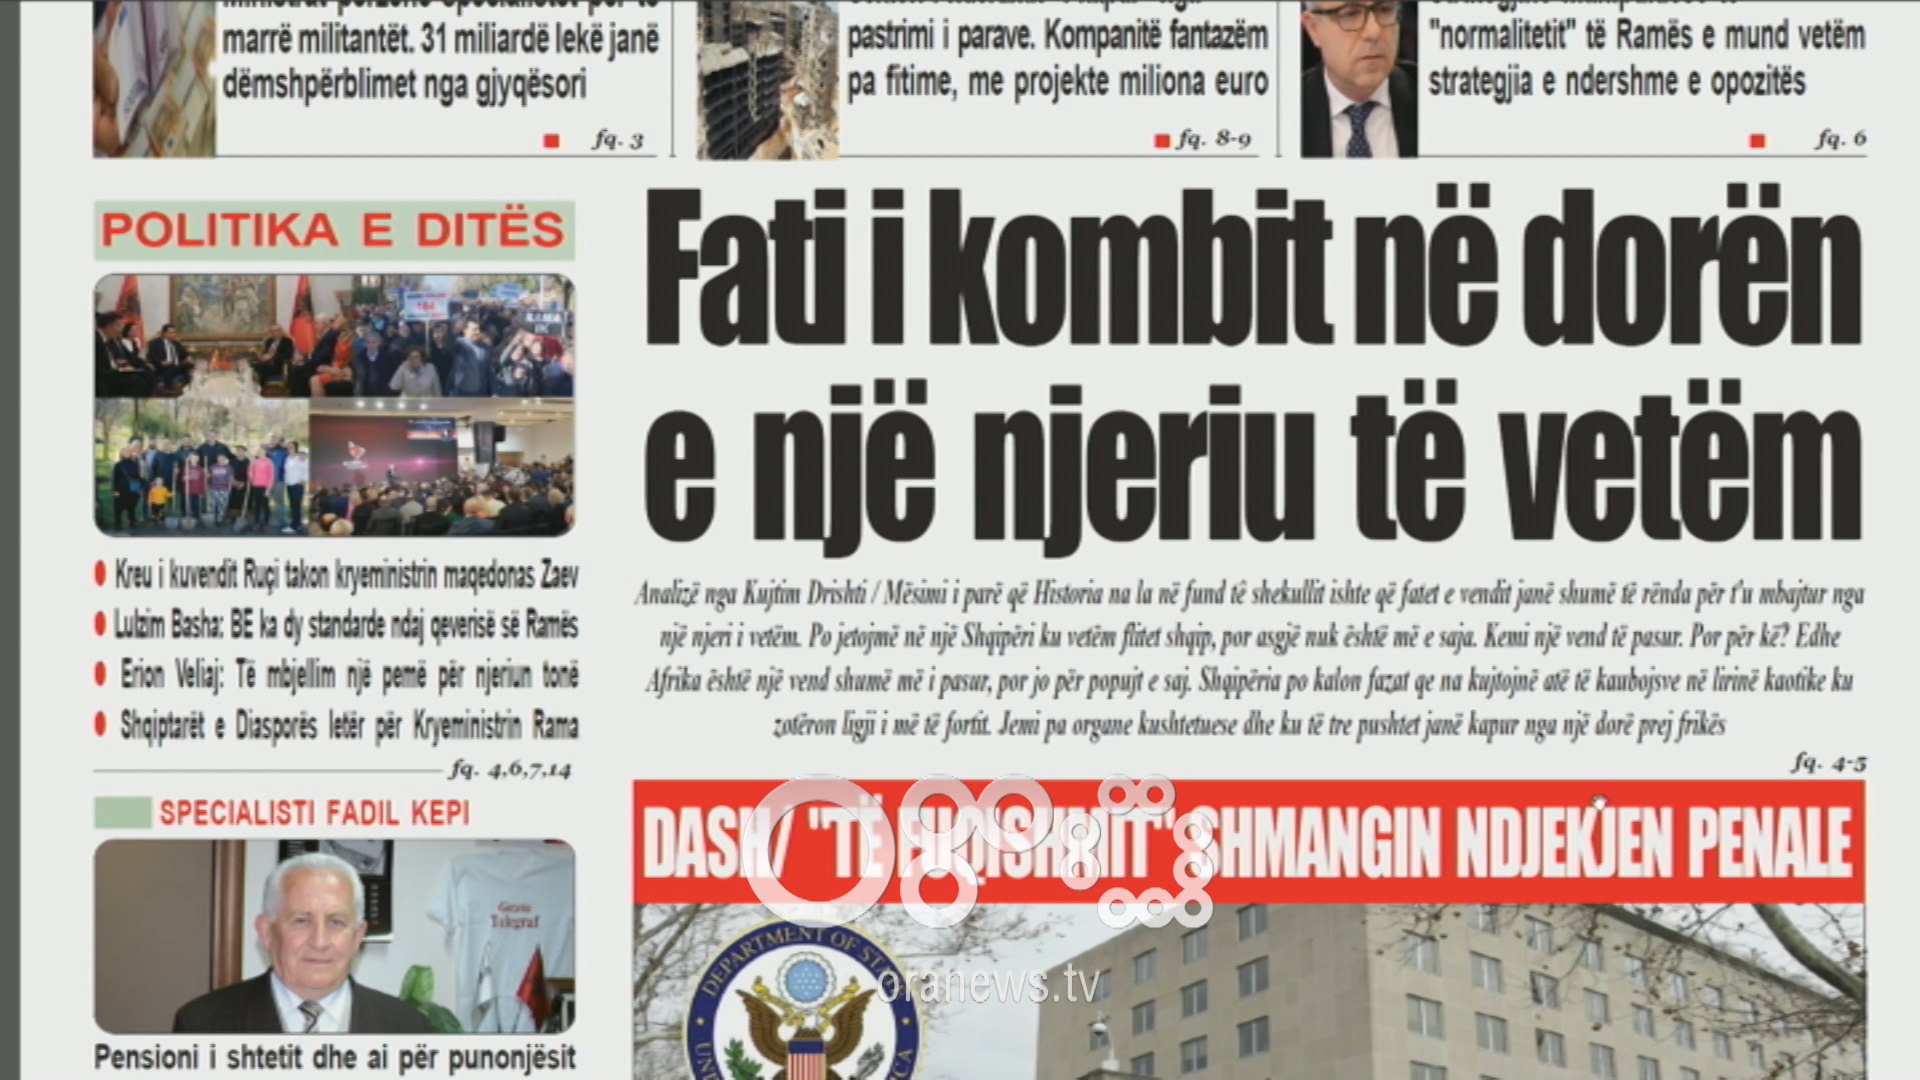 marrë militantët. 31 miliardë lekë janë
dëmshpërblimet nga gjyqësori
fq. 3
pastrimi i parave. Kompanitë fantazëm
pa fitime, me projekte miliona euro
fq. 8-9
"normalitetit" të Ramës e mund vetëm
strategjia e ndershme e opozitës
fq. 6
POLITIKA E DITËS
Kreu i kuvendit Ruçi takon kryeministrin maqedonas Zaev
Lulzim Basha: BE ka dy standarde ndaj qeverisë së Ramës
Erion Veliaj: Të mbjellim një pemë për njeriun tonë
Shqiptarët e Diasporës letër për Kryeministrin Rama
fq. 4,6,7,14
SPECIALISTI FADIL KEPI
Gazeta
Telegraf
Pensioni i shtetit dhe ai për punonjësit
Fati i kombit në dorën
e një njeriu të vetëm
Analizë nga Kujtim Drishti / Mësimi i parë që Historia na la në fund të shekullit ishte që fatet e vendit janë shumë të rënda për t'u mbajtur nga
një njeri i vetëm. Po jetojmë në një Shqipëri ku vetëm flitet shqip, por asgjë nuk është më e saja. Kemi një vend të pasur. Por për kë? Edhe
Afrika është një vend shumë më i pasur, por jo për popujt e saj. Shqipëria po kalon fazat qe na kujtojnë atë të kaubojsve në lirinë kaotike ku
zotëron ligji i më të fortit. Jemi pa organe kushtetuese dhe ku të tre pushtet janë kapur nga një dorë prej frikës
fq. 4-5
DASH/ "TË FUQISHMIT" SHMANGIN NDJEKJEN PENALE
DEPARTMENT OF STATE
oranews.tv